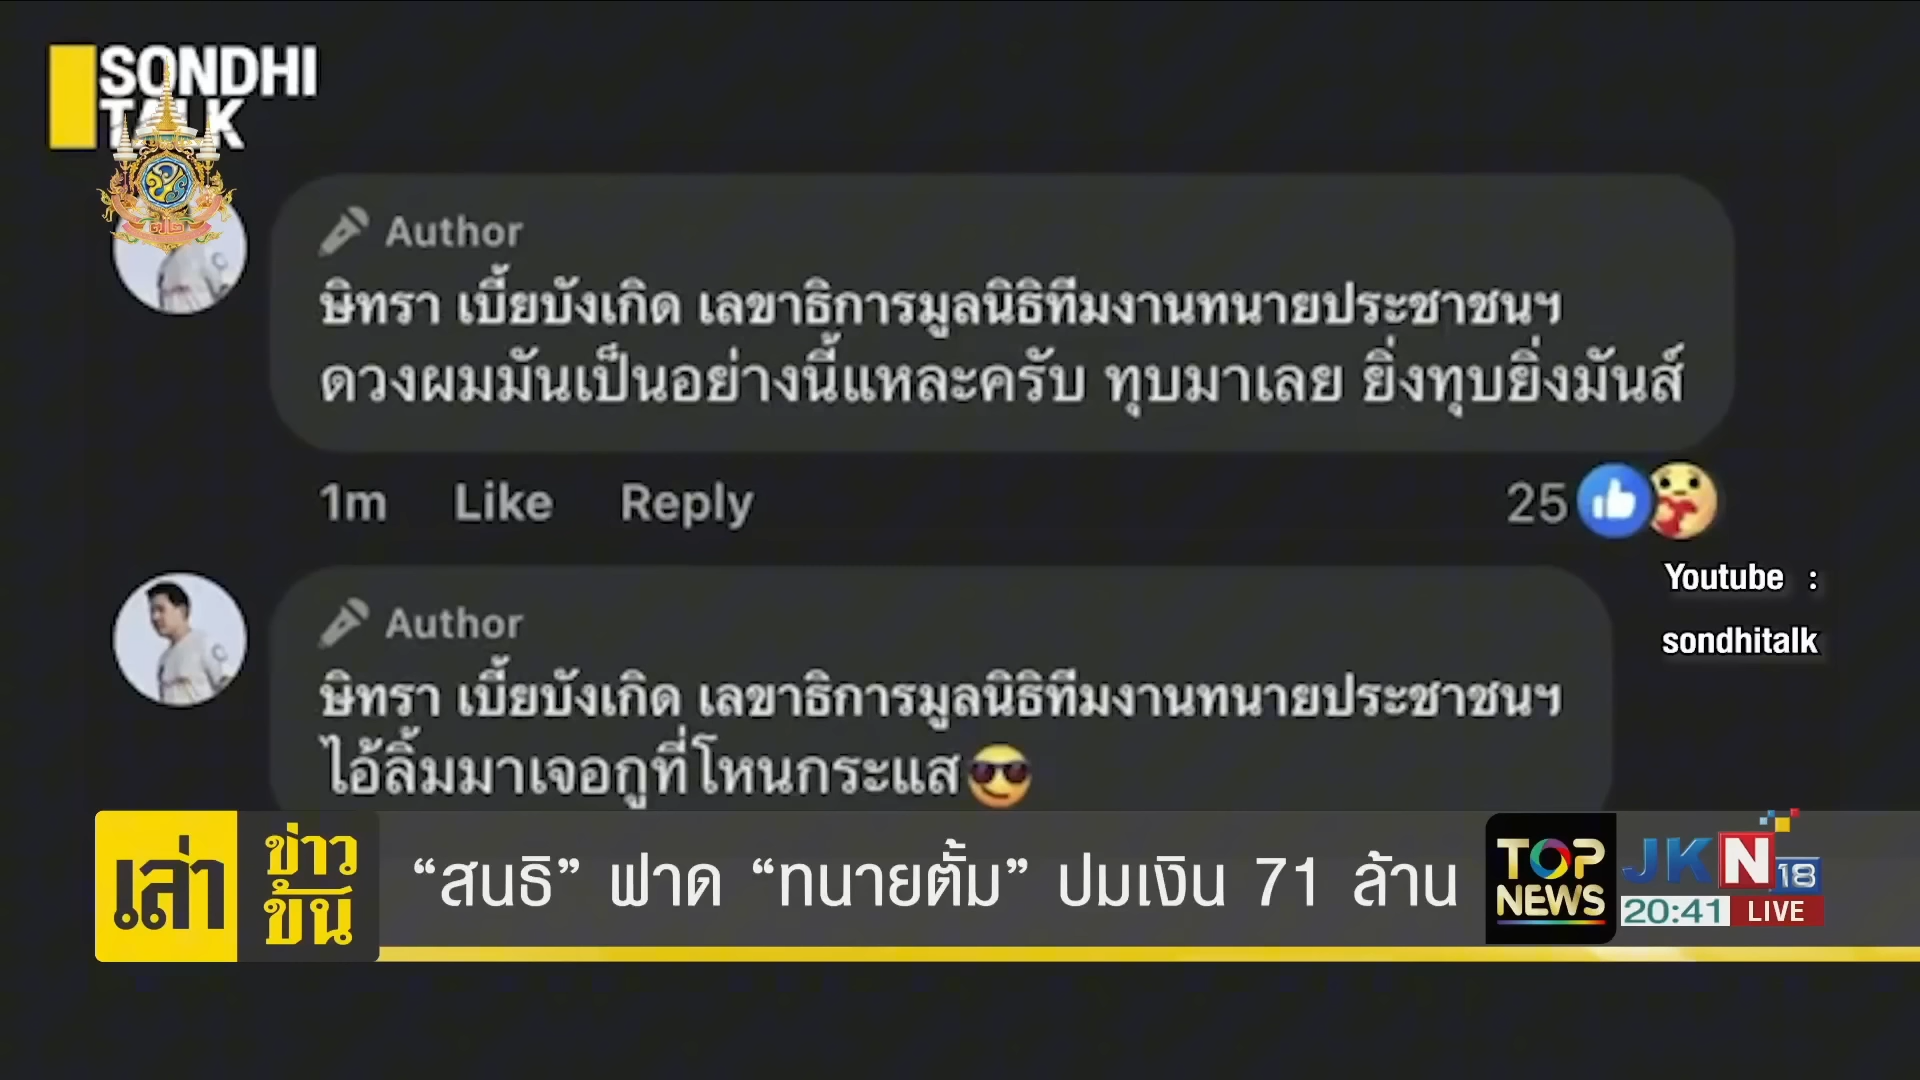 SONDHI
TALK
Author
ษิทรา เบี้ยบังเกิด เลขาธิการมูลนิธิทีมงานทนายประชาชนฯ
ดวงผมมันเป็นอย่างนี้แหละครับ ทุบมาเลย ยิ่งทุบยิ่งมันส์
1m Like Reply 25
Youtube :
sondhitalk
Author
ษิทรา เบี้ยบังเกิด เลขาธิการมูลนิธิทีมงานทนายประชาชนฯ
ไอ้ลิ้มมาเจอกูที่โหนกระแส
เล่า
ข่าว
ข้น
“สนธิ” ฟาด “ทนายตั้ม” ปมเงิน 71 ล้าน
TOP
NEWS
JKN18
20:41 LIVE